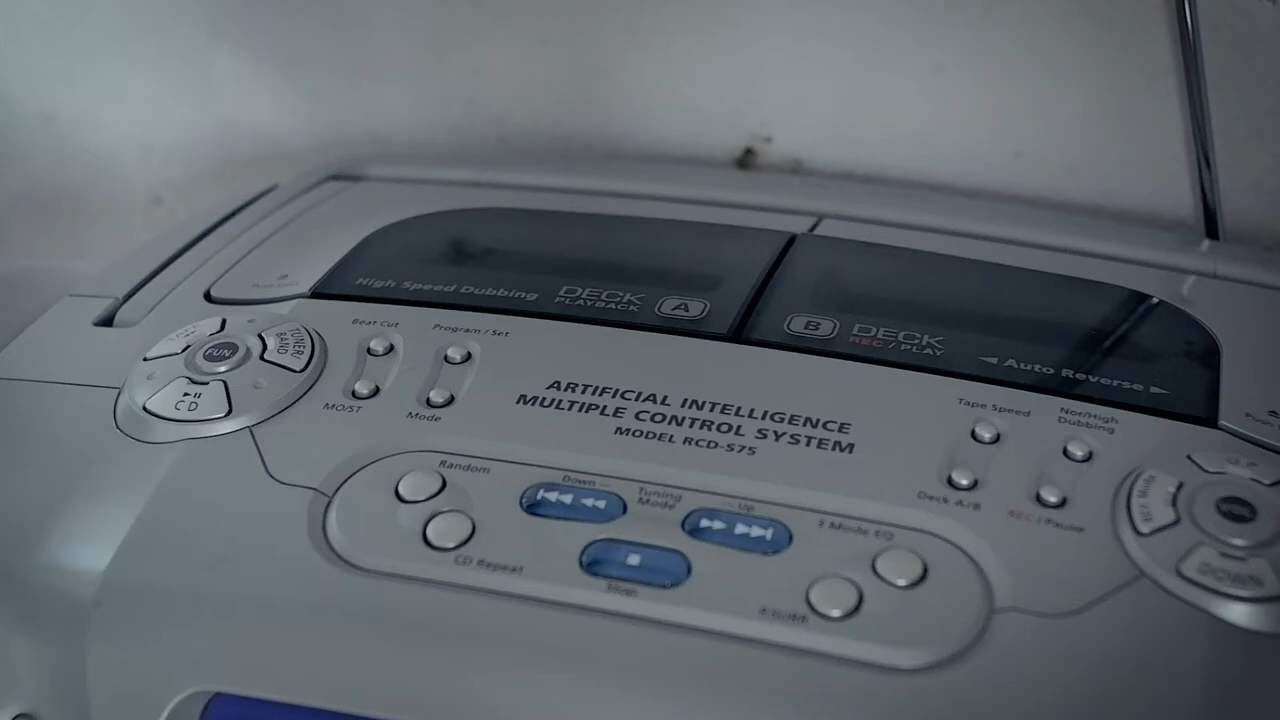 High Speed Dubbing
DECK
PLAYBACK
A
B
DECK
REC / PLAY
Auto Reverse
TUNER/
BAND
FUN.
CD
Beat Cut
MO/ST
Program / Set
Mode
ARTIFICIAL INTELLIGENCE
MULTIPLE CONTROL SYSTEM
MODEL RCD-S75
Tape Speed
Deck A/B
Nor/High
Dubbing
REC / Pause
Random
CD Repeat
Down
Tuning
Mode
Up
Stop
3 Mode EQ
DOWN